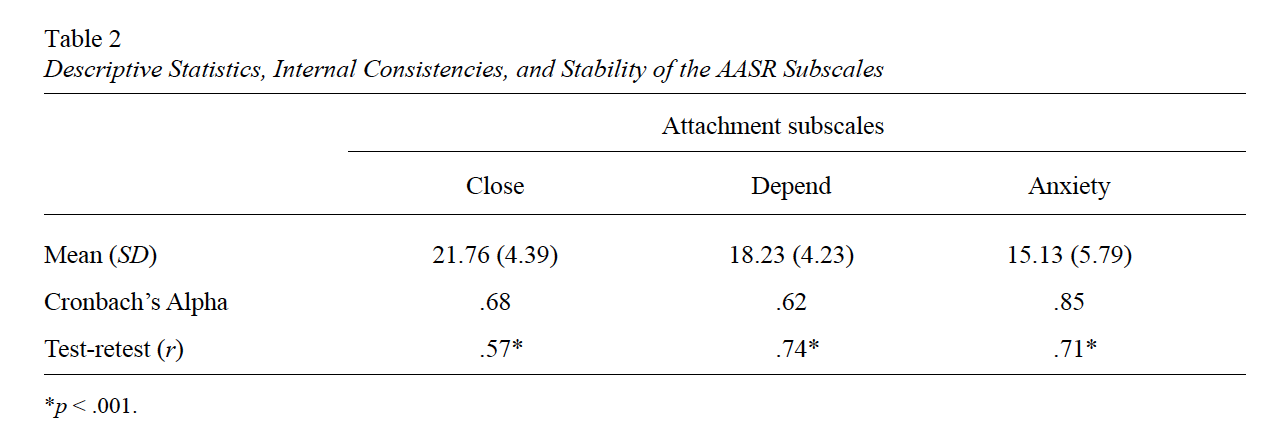 Table 2
Descriptive Statistics, Internal Consistencies, and Stability of the AASR Subscales
Attachment subscales
Close Depend Anxiety
Mean (SD) 21.76 (4.39) 18.23 (4.23) 15.13 (5.79)
Cronbach’s Alpha .68 .62 .85
Test-retest (r) .57* .74* .71*
*p < .001.